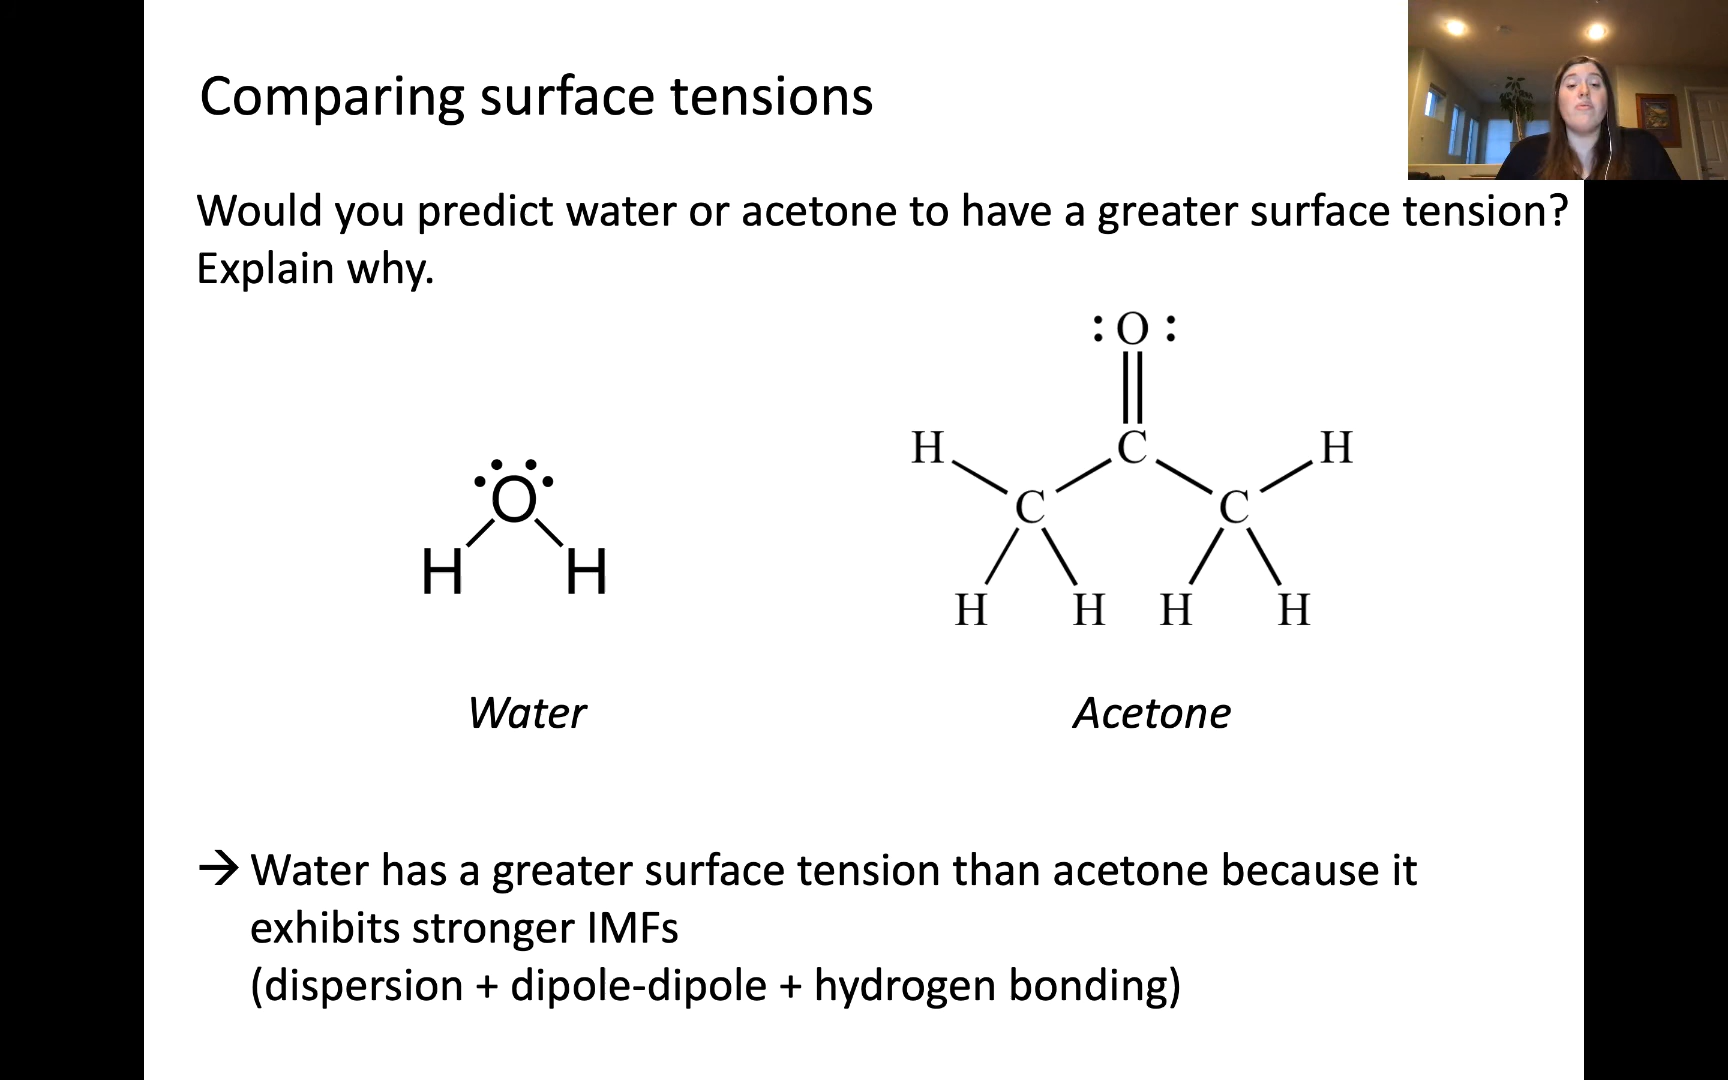 Comparing surface tensions
Would you predict water or acetone to have a greater surface tension?
Explain why.
:O:
H C H
O
C C
H H
H H H H
Water Acetone
→ Water has a greater surface tension than acetone because it
exhibits stronger IMFs
(dispersion + dipole-dipole + hydrogen bonding)